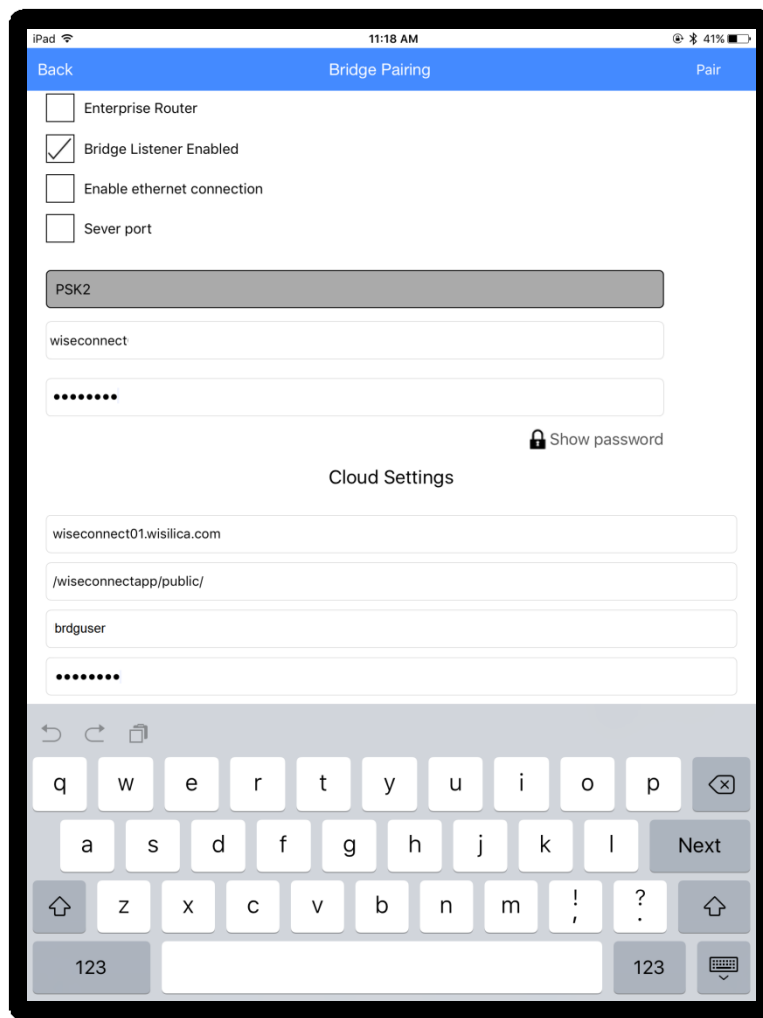 iPad 11:18 AM 41%
Back Bridge Pairing Pair
Enterprise Router
Bridge Listener Enabled
Enable ethernet connection
Sever port
PSK2
wiseconnect
••••••••
Show password
Cloud Settings
wiseconnect01.wisilica.com
/wiseconnectapp/public/
brdguser
••••••••
q w e r t y u i o p
a s d f g h j k l Next
z x c v b n m ! , ? .
123 123